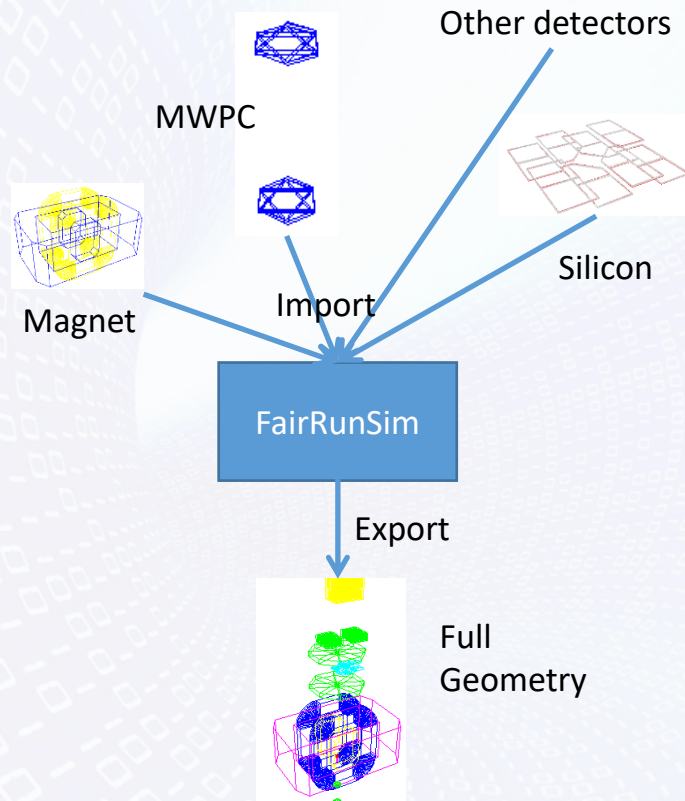 Other detectors
MWPC
Silicon
Magnet
Import
FairRunSim
Export
Full
Geometry